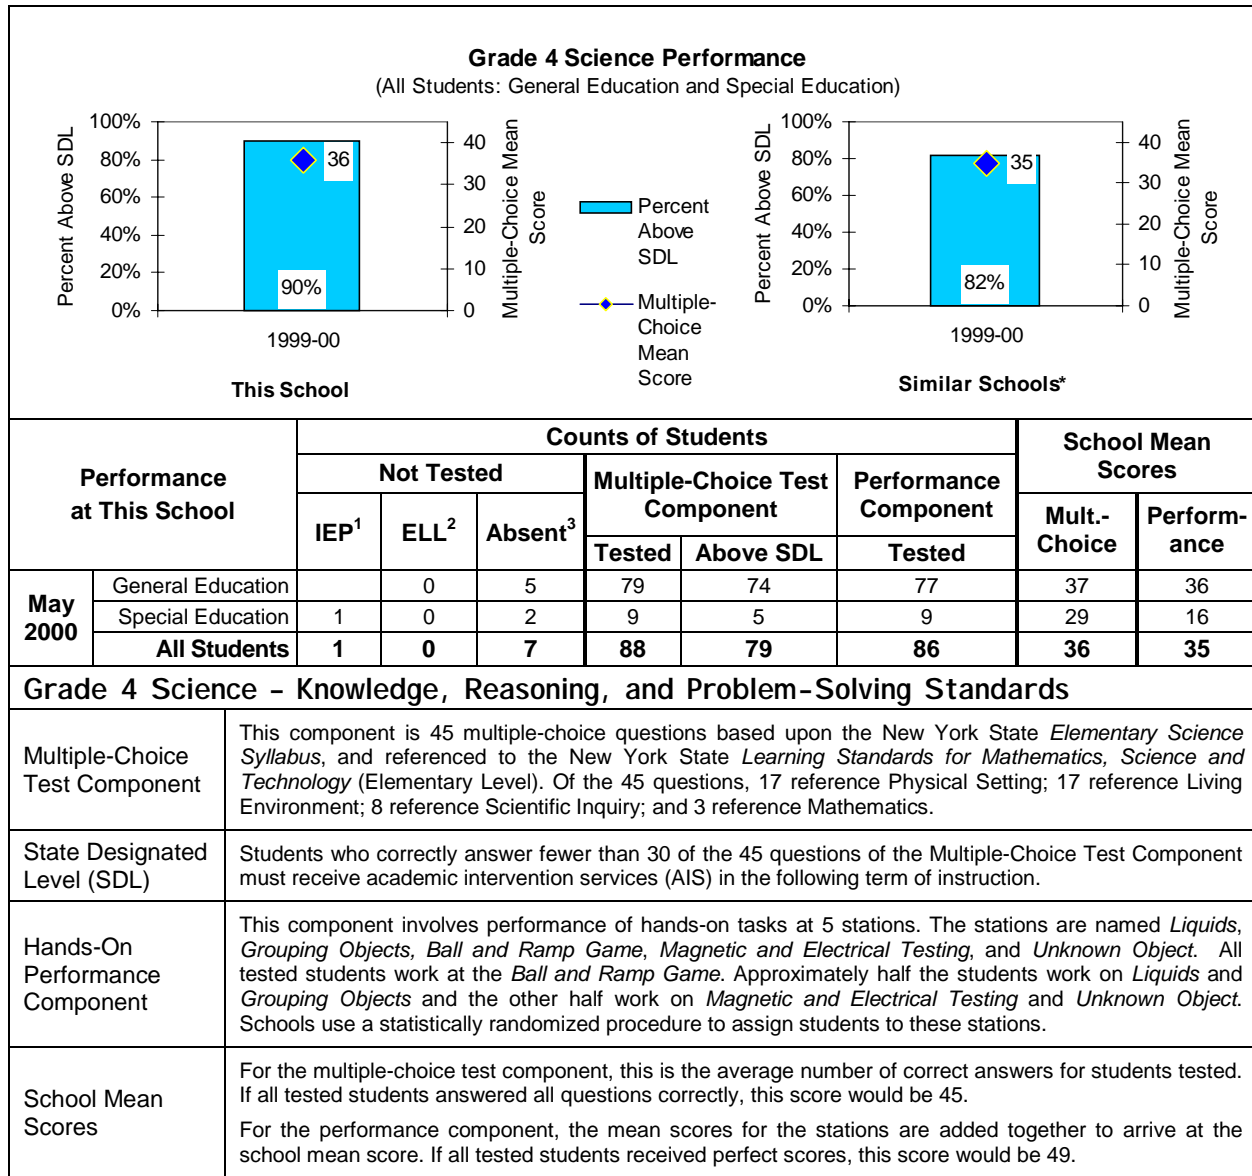 Grade 4 Science Performance
(All Students: General Education and Special Education)
Percent Above SDL
100%
80%
60%
40%
20%
0%
36
90%
40
30
20
10
0
Multiple-Choice Mean
Score
1999-00
This School
Percent
Above
SDL
Multiple-
Choice
Mean
Score
Percent Above SDL
100%
80%
60%
40%
20%
0%
35
82%
40
30
20
10
0
Multiple-Choice Mean
Score
1999-00
Similar Schools*
Performance
at This School
Counts of Students
School Mean
Scores
Not Tested
Multiple-Choice Test
Component
Performance
Component
IEP1 ELL2 Absent3
Tested Above SDL Tested
Mult.-
Choice
Perform-
ance
May
2000
General Education 0 5 79 74 77 37 36
Special Education 1 0 2 9 5 9 29 16
All Students 1 0 7 88 79 86 36 35
Grade 4 Science – Knowledge, Reasoning, and Problem-Solving Standards
Multiple-Choice
Test Component
This component is 45 multiple-choice questions based upon the New York State Elementary Science
Syllabus, and referenced to the New York State Learning Standards for Mathematics, Science and
Technology (Elementary Level). Of the 45 questions, 17 reference Physical Setting; 17 reference Living
Environment; 8 reference Scientific Inquiry; and 3 reference Mathematics.
State Designated
Level (SDL)
Students who correctly answer fewer than 30 of the 45 questions of the Multiple-Choice Test Component
must receive academic intervention services (AIS) in the following term of instruction.
Hands-On
Performance
Component
This component involves performance of hands-on tasks at 5 stations. The stations are named Liquids,
Grouping Objects, Ball and Ramp Game, Magnetic and Electrical Testing, and Unknown Object. All
tested students work at the Ball and Ramp Game. Approximately half the students work on Liquids and
Grouping Objects and the other half work on Magnetic and Electrical Testing and Unknown Object.
Schools use a statistically randomized procedure to assign students to these stations.
School Mean
Scores
For the multiple-choice test component, this is the average number of correct answers for students tested.
If all tested students answered all questions correctly, this score would be 45.
For the performance component, the mean scores for the stations are added together to arrive at the
school mean score. If all tested students received perfect scores, this score would be 49.